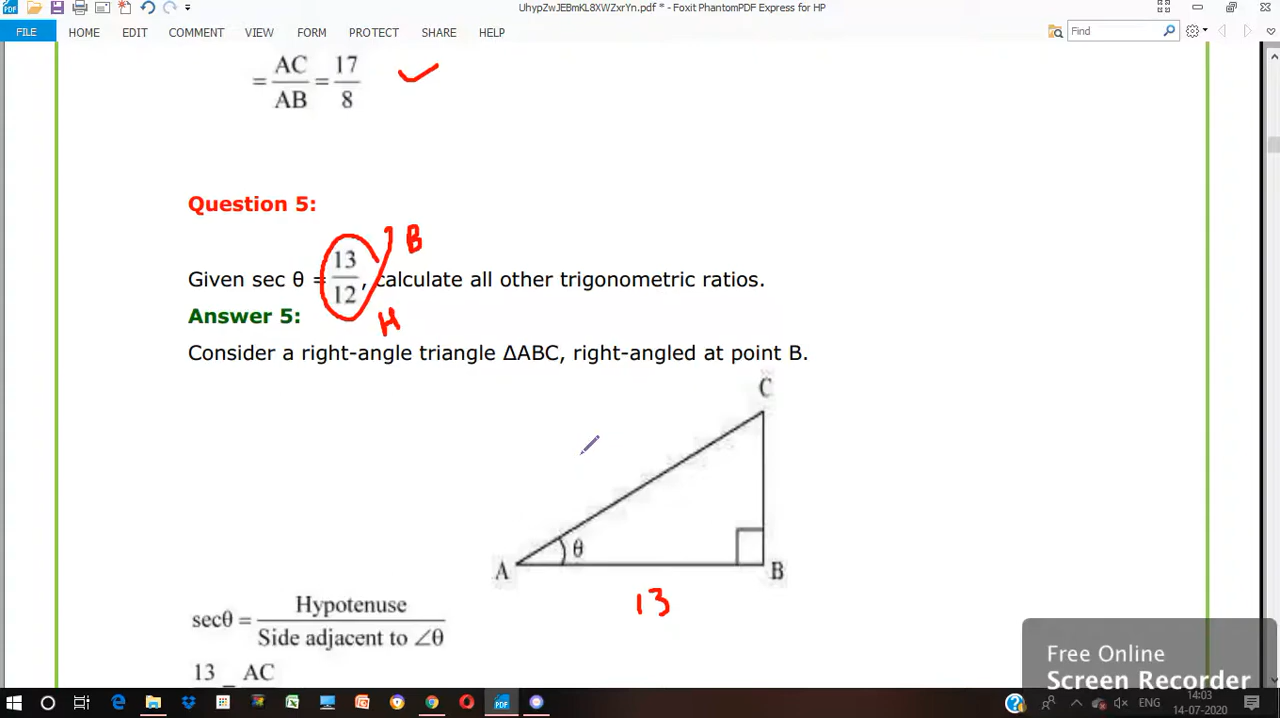 UhypZwJEBmKL8XWZxrYn.pdf * - Foxit PhantomPDF Express for HP
FILE HOME EDIT COMMENT VIEW FORM PROTECT SHARE HELP
Find
= AC/AB = 17/8
Question 5:
B
Given sec θ = 13/12, calculate all other trigonometric ratios.
H
Answer 5:
Consider a right-angle triangle ΔABC, right-angled at point B.
C
θ
A
B
13
secθ = Hypotenuse/Side adjacent to ∠θ
13 = AC
Free Online
Screen Recorder
14:03
ENG
14-07-2020